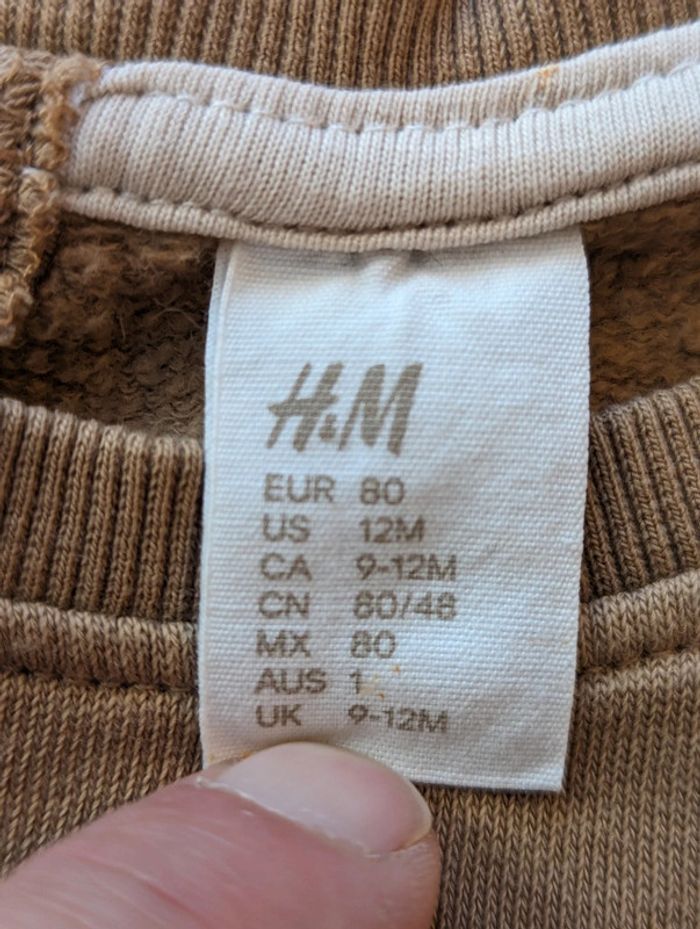 H&M
EUR 80
US 12M
CA 9-12M
CN 80/48
MX 80
AUS 1
UK 9-12M